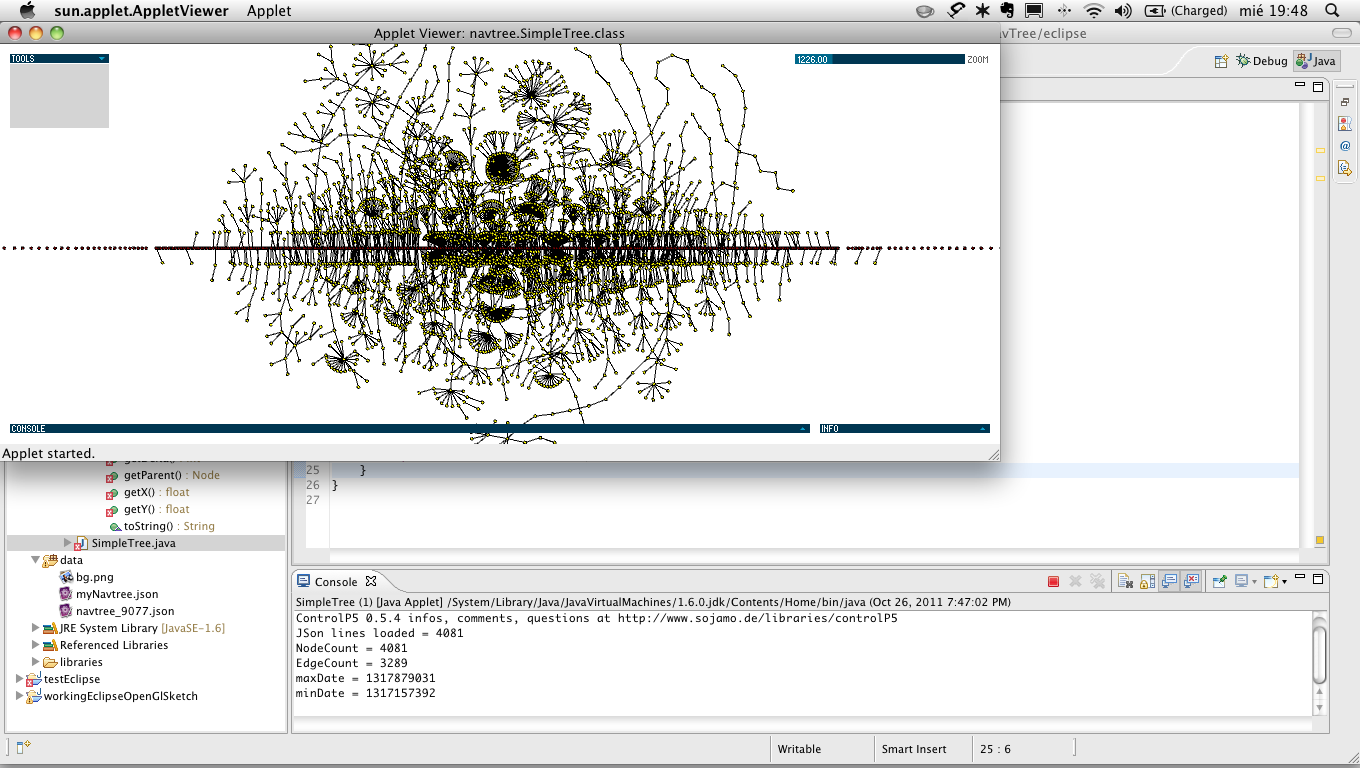 sun.applet.AppletViewer Applet (Charged) mié 19:48
Applet Viewer: navtree.SimpleTree.class
vTree/eclipse
TOOLS
1226.00 ZOOM
Debug Java
CONSOLE
INFO
Applet started.
getParent() : Node
getX() : float
getY() : float
toString() : String
SimpleTree.java
data
bg.png
myNavtree.json
navtree_9077.json
JRE System Library [JavaSE-1.6]
Referenced Libraries
libraries
testEclipse
workingEclipseOpenGlSketch
25 }
26 }
27
Console
SimpleTree (1) [Java Applet] /System/Library/Java/JavaVirtualMachines/1.6.0.jdk/Contents/Home/bin/java (Oct 26, 2011 7:47:02 PM)
ControlP5 0.5.4 infos, comments, questions at http://www.sojamo.de/libraries/controlP5
JSon lines loaded = 4081
NodeCount = 4081
EdgeCount = 3289
maxDate = 1317879031
minDate = 1317157392
Writable Smart Insert 25 : 6